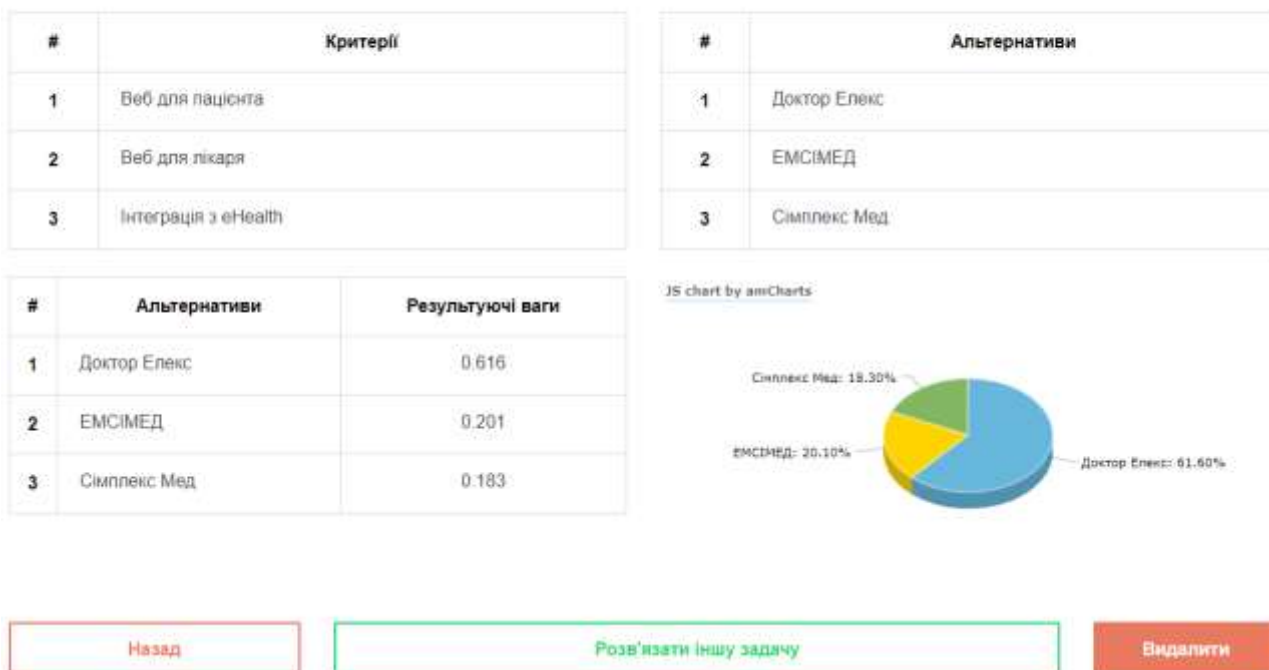 # Критерії
1 Веб для пацієнта
2 Веб для лікаря
3 Інтеграція з eHealth
# Альтернативи
1 Доктор Елекс
2 ЕМСІМЕД
3 Сімплекс Мед
# Альтернативи Результуючі ваги
1 Доктор Елекс 0.616
2 ЕМСІМЕД 0.201
3 Сімплекс Мед 0.183
JS chart by amCharts
Сімплекс Мед: 18.30%
ЕМСІМЕД: 20.10%
Доктор Елекс: 61.60%
Назад
Розв'язати іншу задачу
Видалити